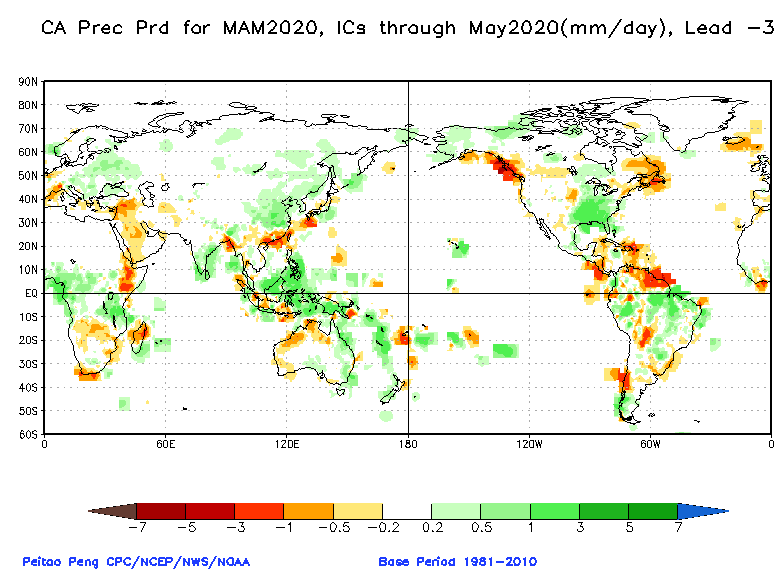 CA Prec Prd for MAM2020, ICs through May2020(mm/day), Lead −3
90N
80N
70N
60N
50N
40N
30N
20N
10N
EQ
10S
20S
30S
40S
50S
60S
0 60E 120E 180 120W 60W 0
−7 −5 −3 −1 −0.5 −0.2 0.2 0.5 1 3 5 7
Peitao Peng CPC/NCEP/NWS/NOAA Base Period 1981−2010